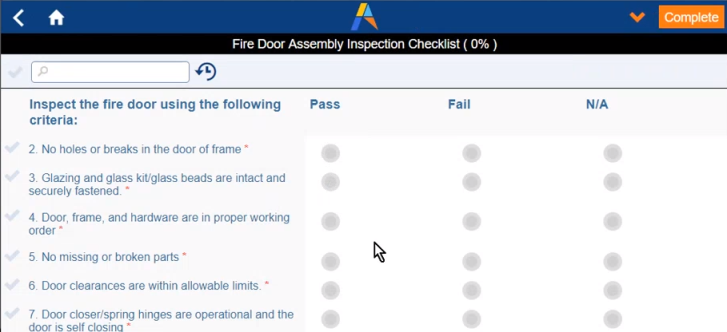 Complete
Fire Door Assembly Inspection Checklist ( 0% )
Inspect the fire door using the following
criteria:
Pass
Fail
N/A
2. No holes or breaks in the door of frame *
3. Glazing and glass kit/glass beads are intact and
securely fastened. *
4. Door, frame, and hardware are in proper working
order *
5. No missing or broken parts *
6. Door clearances are within allowable limits. *
7. Door closer/spring hinges are operational and the
door is self closing *